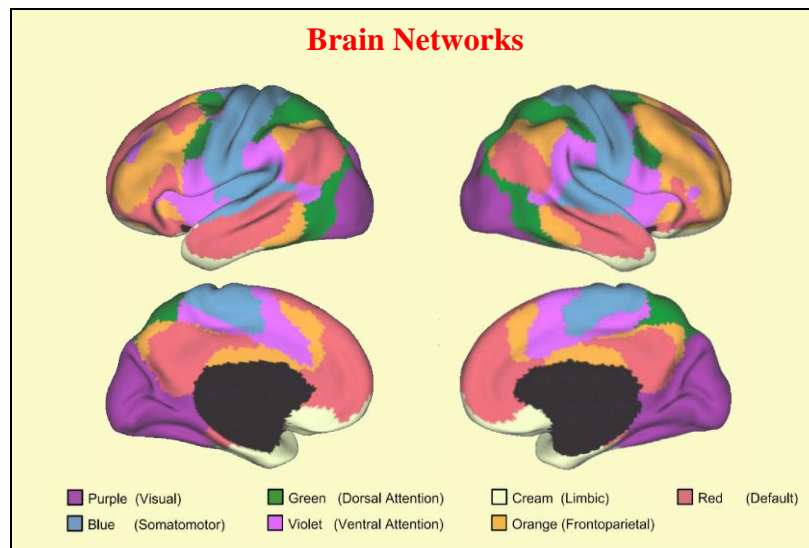 Brain Networks
Purple (Visual) Green (Dorsal Attention) Cream (Limbic) Red (Default)
Blue (Somatomotor) Violet (Ventral Attention) Orange (Frontoparietal)